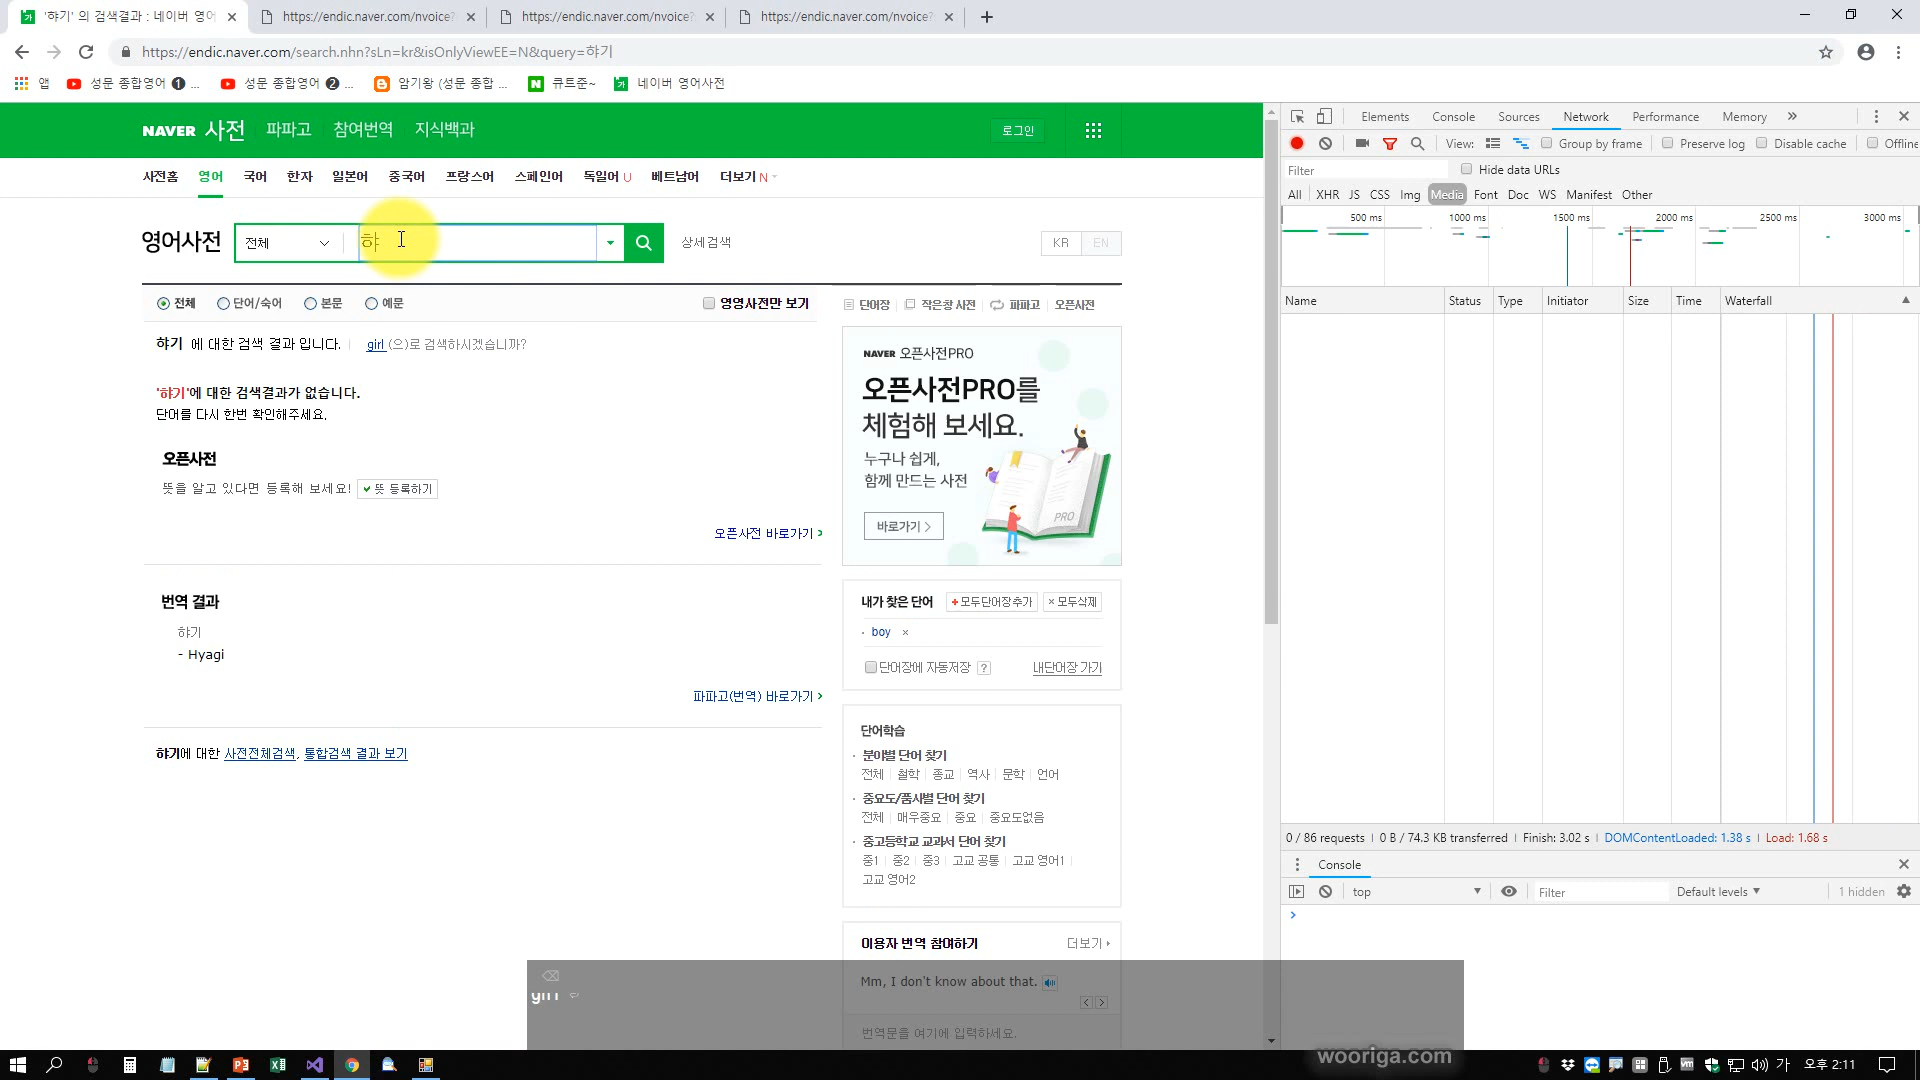 '햐기' 의 검색결과 : 네이버 영어
https://endic.naver.com/nvoice?
https://endic.naver.com/nvoice?
https://endic.naver.com/nvoice?
https://endic.naver.com/search.nhn?sLn=kr&isOnlyViewEE=N&query=햐기
앱
성문 종합영어 ❶ ...
성문 종합영어 ❷ ...
암기왕 (성문 종합 ...
큐트준~
네이버 영어사전
NAVER 사전 파파고 참여번역 지식백과
로그인
사전홈 영어 국어 한자 일본어 중국어 프랑스어 스페인어 독일어 U 베트남어 더보기 N
영어사전 전체 햐 상세검색
KR EN
전체 단어/숙어 본문 예문
영영사전만 보기
단어장 작은창 사전 파파고 오픈사전
햐기 에 대한 검색 결과 입니다. girl (으)로 검색하시겠습니까?
'햐기'에 대한 검색결과가 없습니다.
단어를 다시 한번 확인해주세요.
오픈사전
뜻을 알고 있다면 등록해 보세요! 뜻 등록하기
오픈사전 바로가기
번역 결과
햐기
- Hyagi
파파고(번역) 바로가기
햐기에 대한 사전전체검색, 통합검색 결과 보기
NAVER 오픈사전PRO
오픈사전PRO를
체험해 보세요.
누구나 쉽게,
함께 만드는 사전
바로가기 >
PRO
내가 찾은 단어 +모두단어장추가 ×모두삭제
· boy ×
단어장에 자동저장 ? 내단어장 가기
단어학습
· 분야별 단어 찾기
전체 철학 종교 역사 문학 언어
· 중요도/품사별 단어 찾기
전체 매우중요 중요 중요도없음
· 중고등학교 교과서 단어 찾기
중1 중2 중3 고교 공통 고교 영어1
고교 영어2
이용자 번역 참여하기 더보기
Mm, I don't know about that.
번역문을 여기에 입력하세요.
girl
Elements Console Sources Network Performance Memory »
View: Group by frame Preserve log Disable cache Offline
Filter Hide data URLs
All XHR JS CSS Img Media Font Doc WS Manifest Other
500 ms 1000 ms 1500 ms 2000 ms 2500 ms 3000 ms
Name Status Type Initiator Size Time Waterfall
0 / 86 requests | 0 B / 74.3 KB transferred | Finish: 3.02 s | DOMContentLoaded: 1.38 s | Load: 1.68 s
Console
top Filter Default levels 1 hidden
wooriga.com
가 오후 2:11